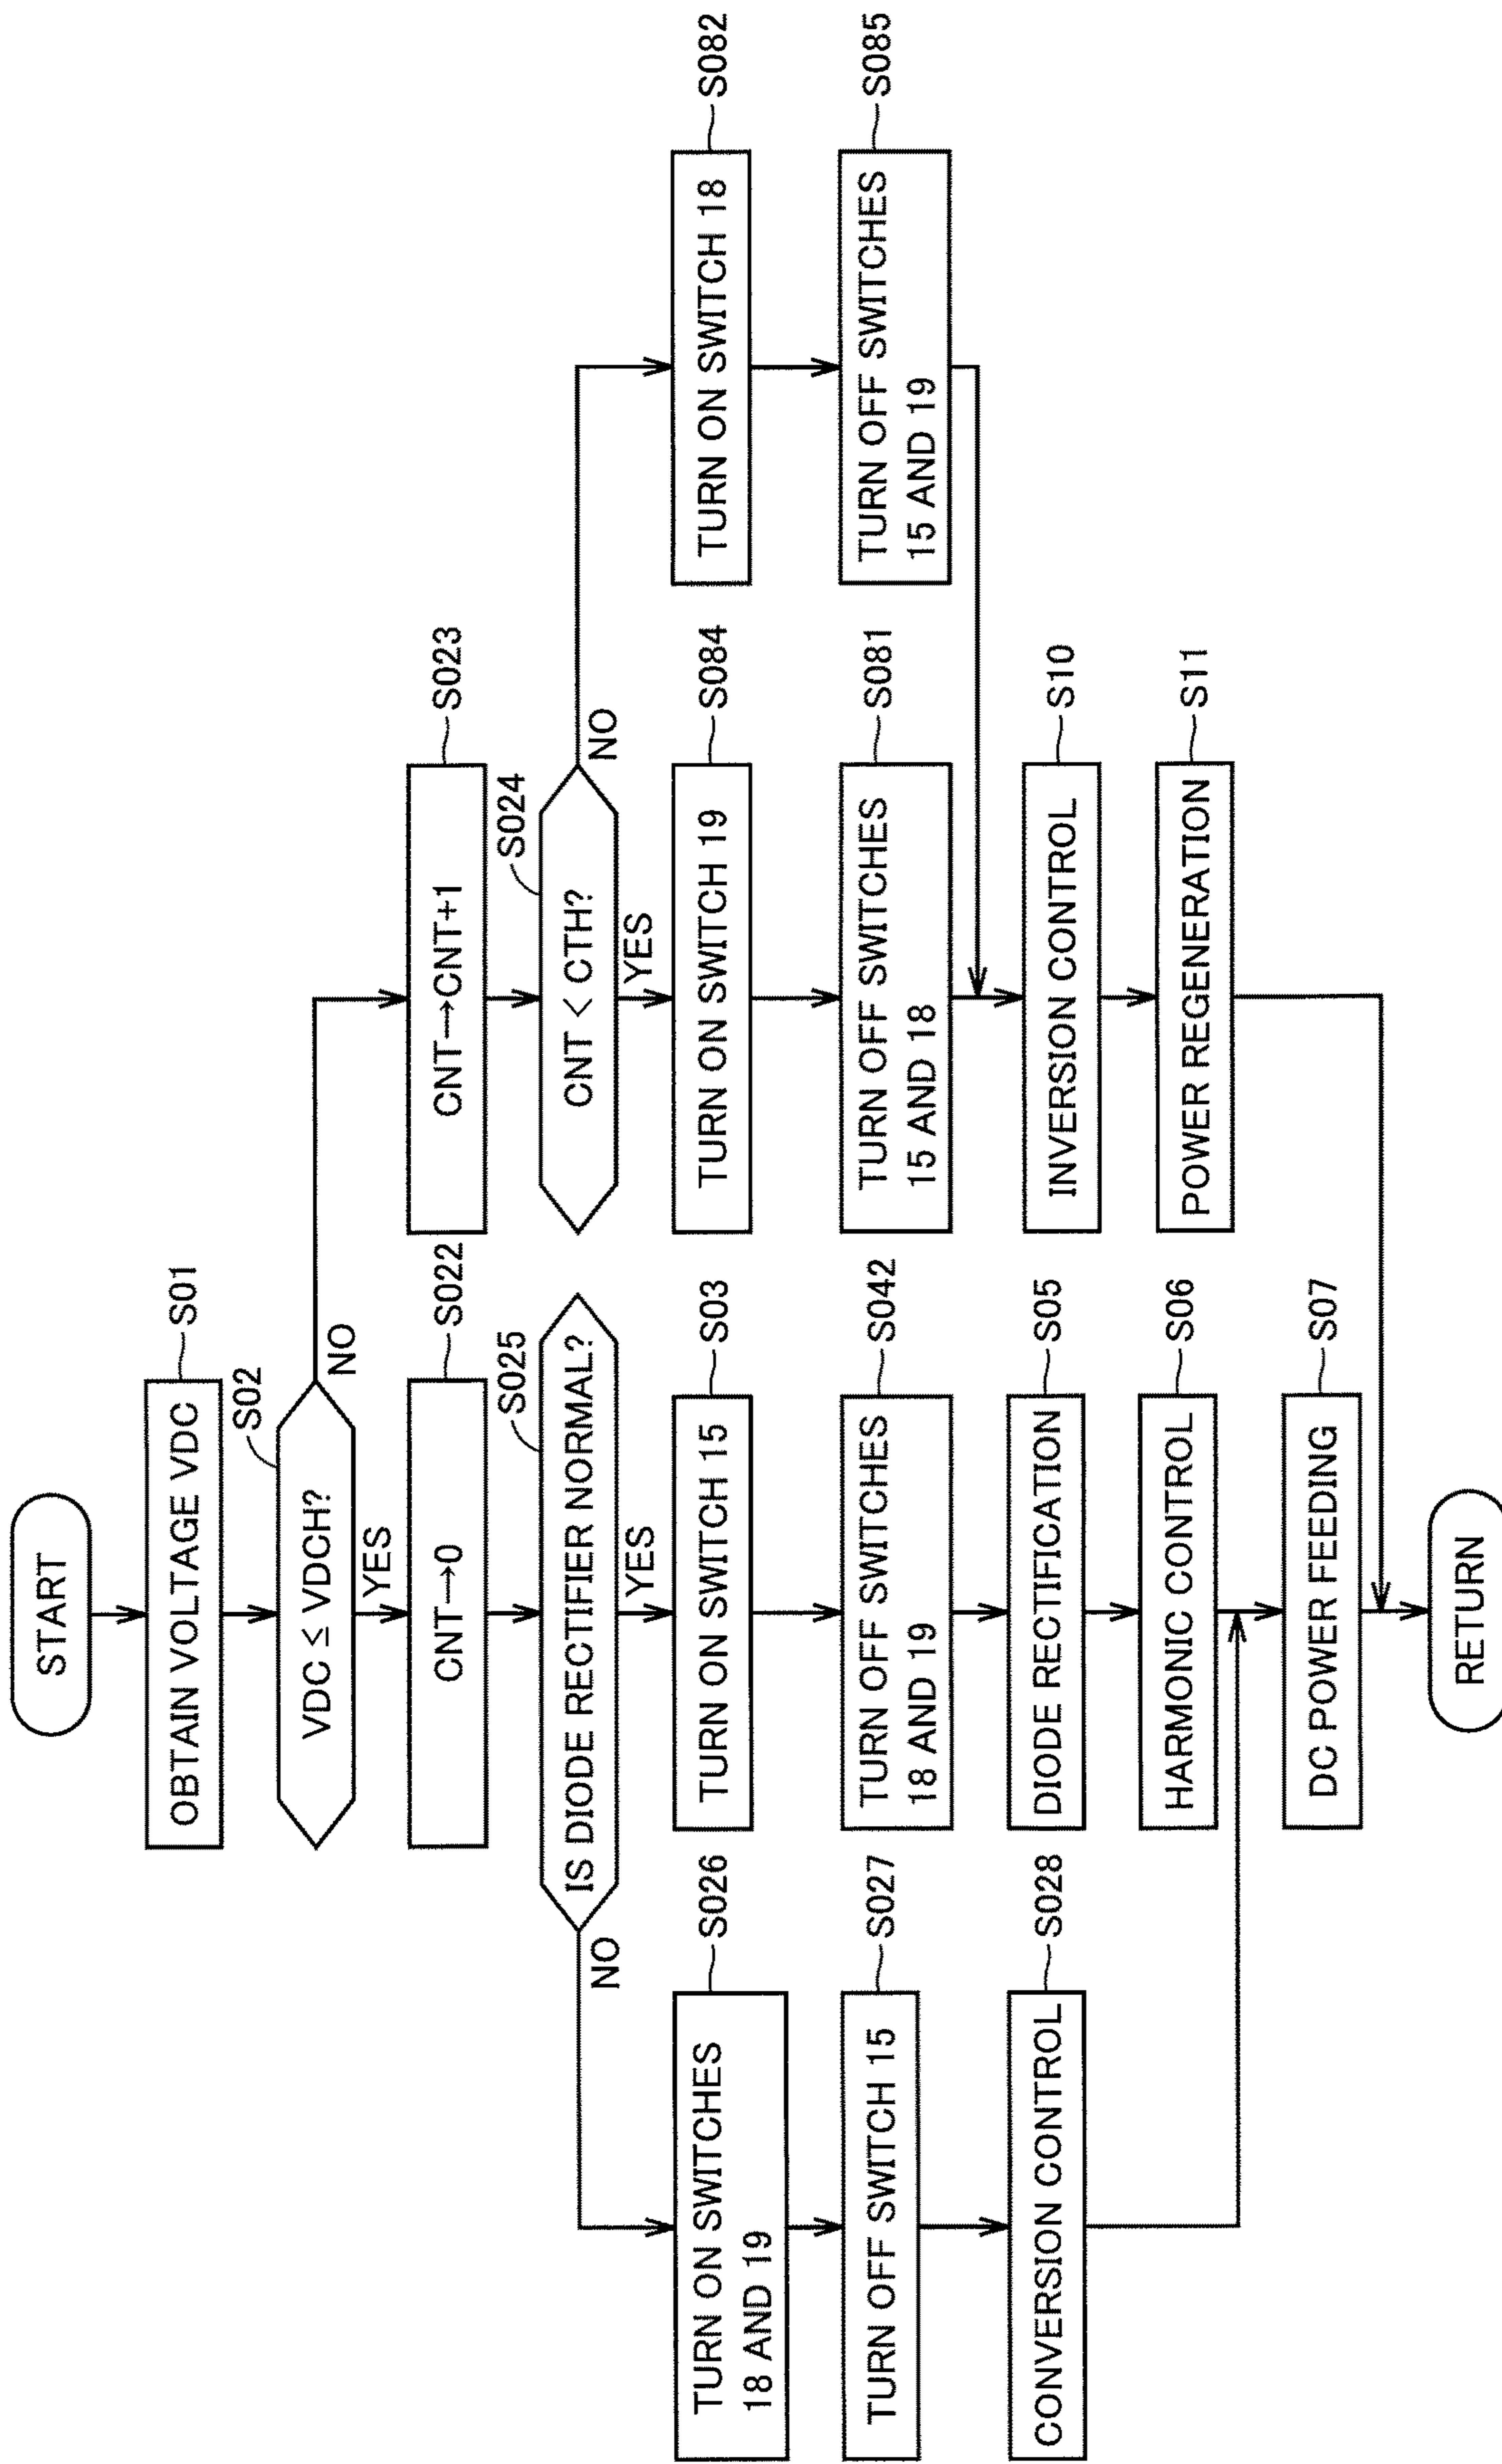 START
OBTAIN VOLTAGE VDC
S01
VDC ≤ VDCH?
S02
NO
YES
CNT→0
S022
CNT→CNT+1
S023
IS DIODE RECTIFIER NORMAL?
S025
NO
YES
CNT < CTH?
S024
NO
YES
TURN ON SWITCHES
18 AND 19
S026
TURN ON SWITCH 15
S03
TURN ON SWITCH 19
S084
TURN ON SWITCH 18
S082
TURN OFF SWITCH 15
S027
TURN OFF SWITCHES
18 AND 19
S042
TURN OFF SWITCHES
15 AND 18
S081
TURN OFF SWITCHES
15 AND 19
S085
CONVERSION CONTROL
S028
DIODE RECTIFICATION
S05
INVERSION CONTROL
S10
HARMONIC CONTROL
S06
POWER REGENERATION
S11
DC POWER FEEDING
S07
RETURN